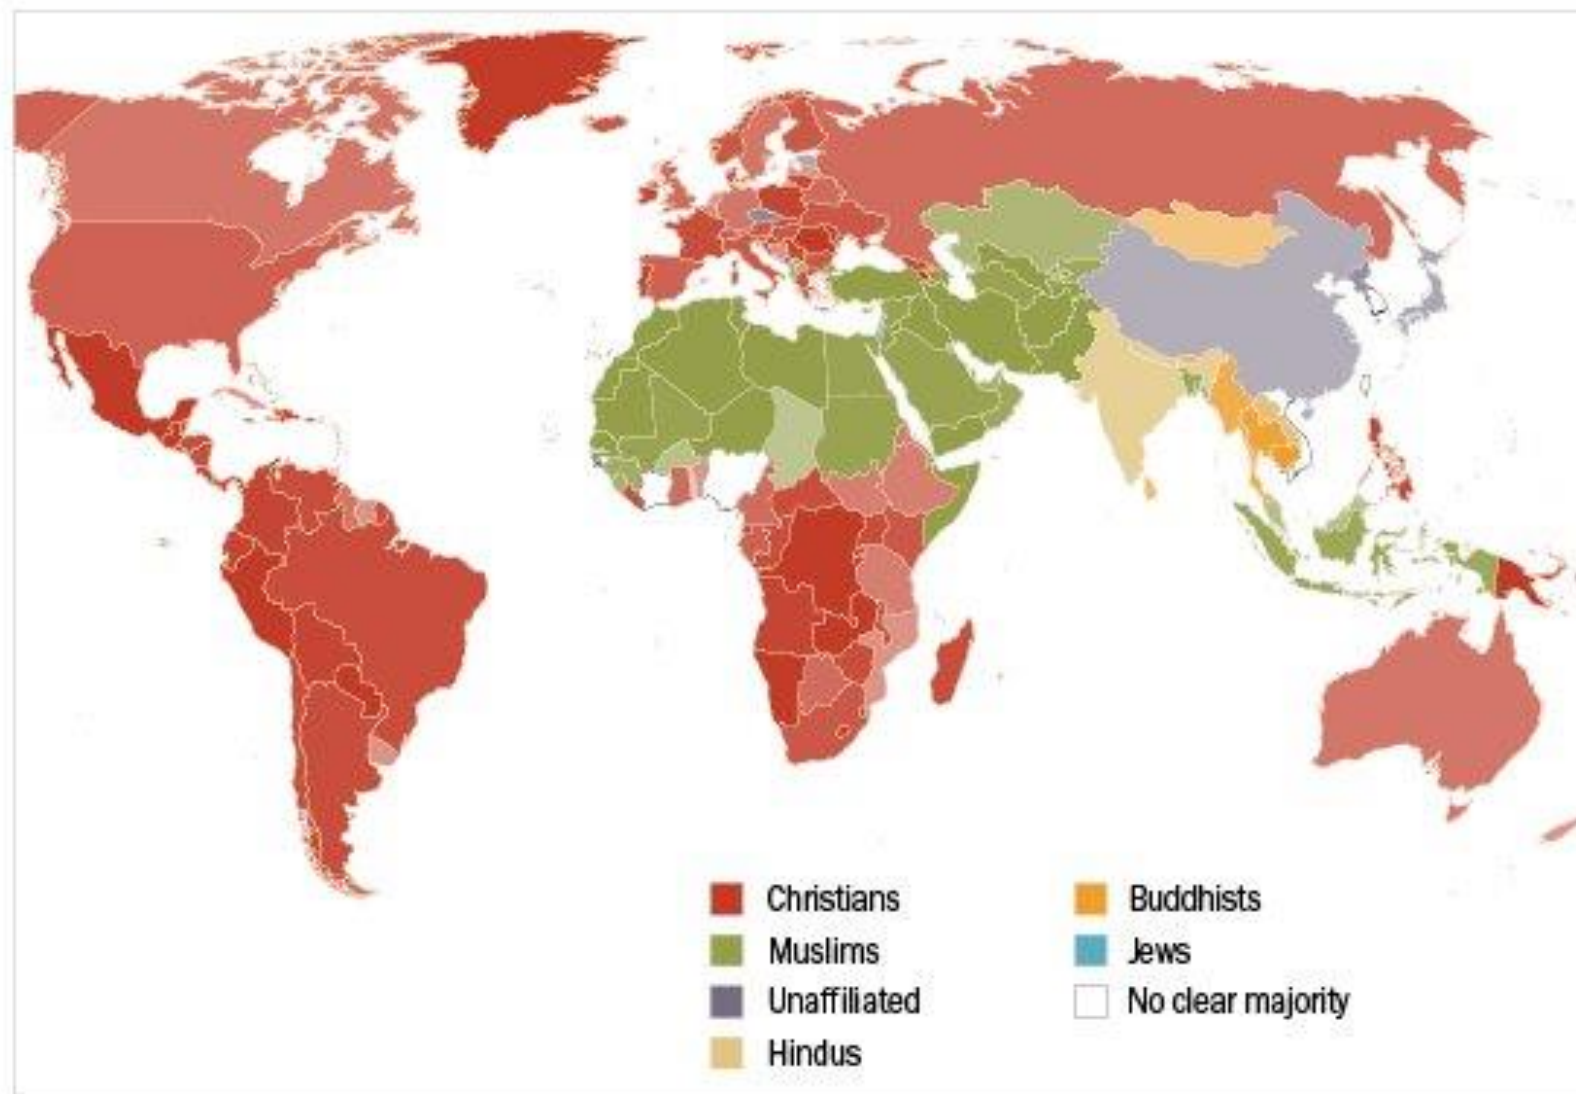 Christians
Muslims
Unaffiliated
Hindus
Buddhists
Jews
No clear majority